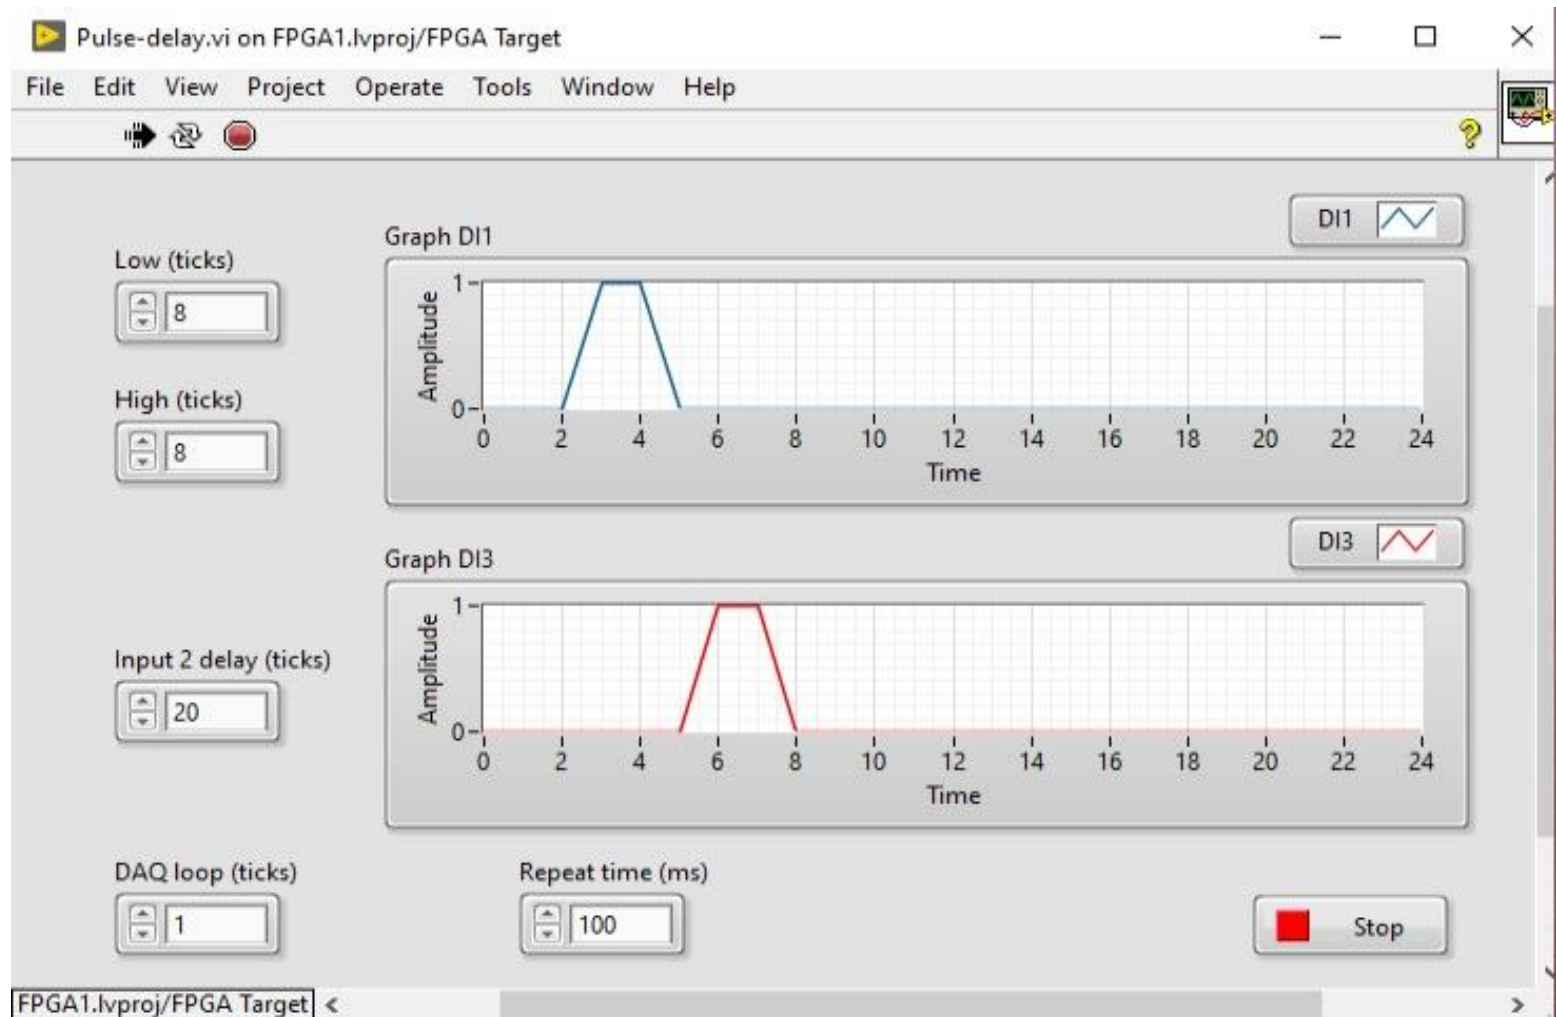 Pulse-delay.vi on FPGA1.lvproj/FPGA Target
File Edit View Project Operate Tools Window Help
?
DI1
Graph DI1
Low (ticks)
8
High (ticks)
8
Amplitude
1
0
0 2 4 6 8 10 12 14 16 18 20 22 24
Time
DI3
Graph DI3
Input 2 delay (ticks)
20
Amplitude
1
0
0 2 4 6 8 10 12 14 16 18 20 22 24
Time
DAQ loop (ticks)
1
Repeat time (ms)
100
Stop
FPGA1.lvproj/FPGA Target